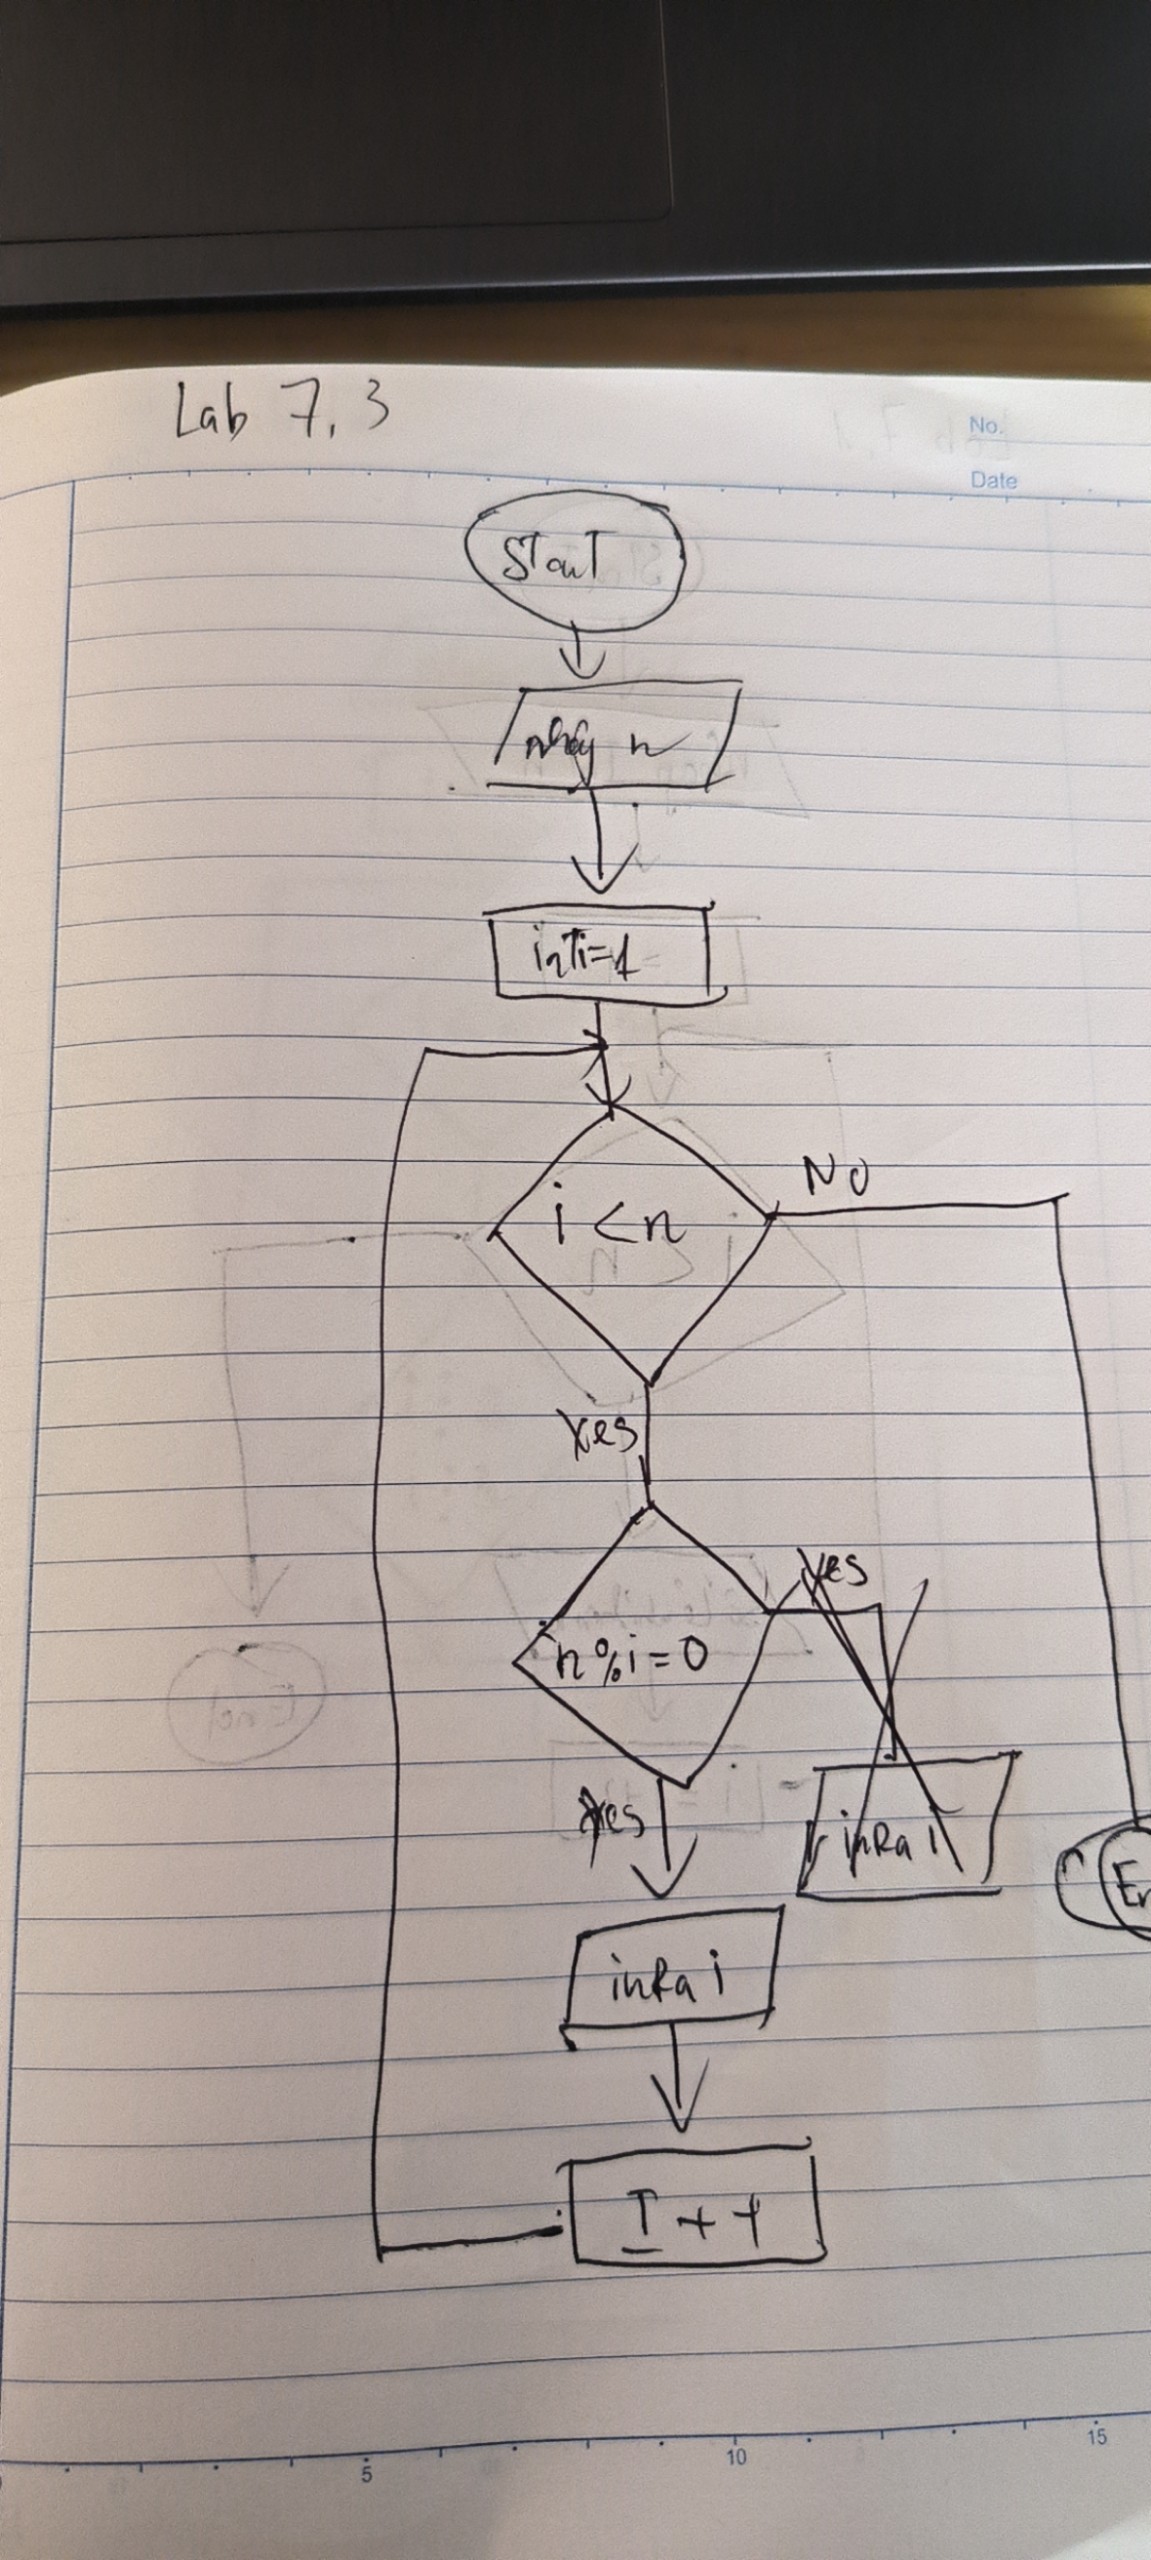 Lab 7.3
No.
Date
Start
nhập n
int i=1
i < n
No
Yes
n % i = 0
Yes
Yes
inRa i
inRa i
I + +
5
10
15